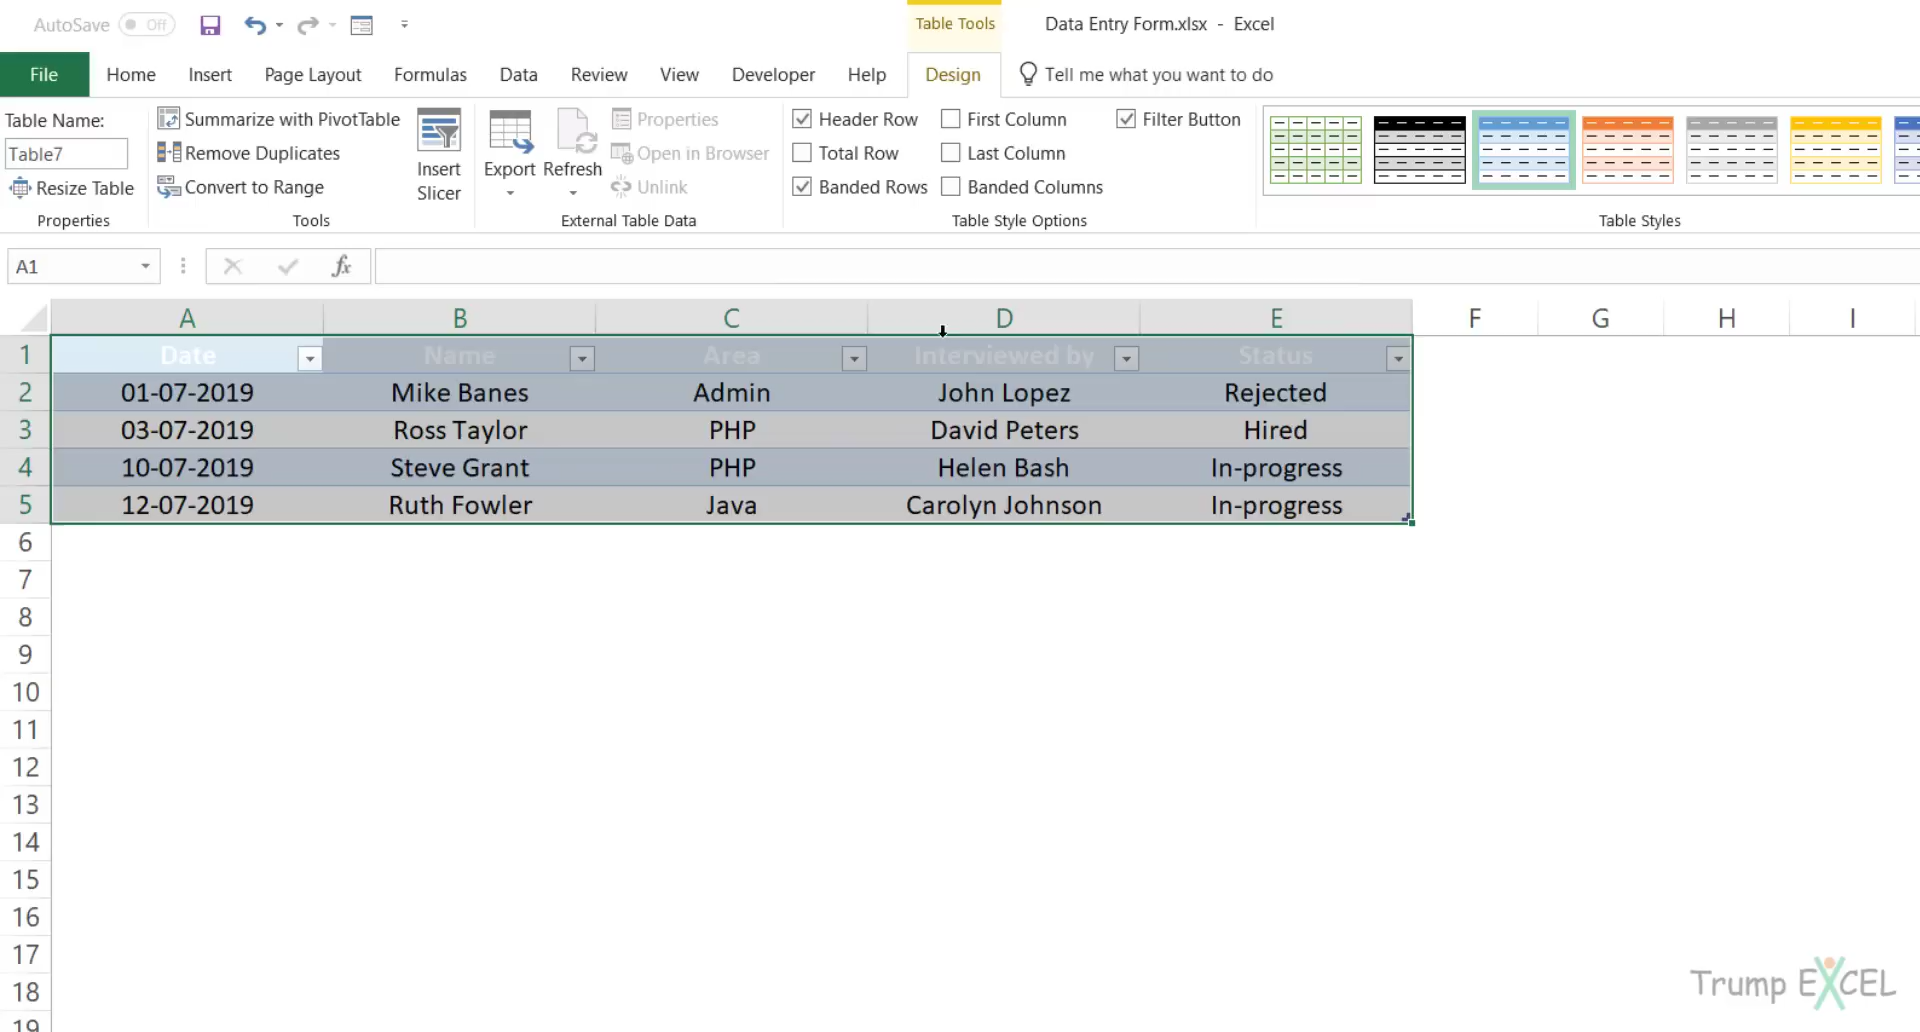 AutoSave Off
Table Tools
Data Entry Form.xlsx - Excel
File Home Insert Page Layout Formulas Data Review View Developer Help Design Tell me what you want to do
Table Name:
Table7
Resize Table
Properties
Summarize with PivotTable
Remove Duplicates
Convert to Range
Tools
Insert
Slicer
Export Refresh
Properties
Open in Browser
Unlink
External Table Data
Header Row First Column Filter Button
Total Row Last Column
Banded Rows Banded Columns
Table Style Options
Table Styles
A1 fx
A B C D E F G H I
1 Date Name Area Interviewed by Status
2 01-07-2019 Mike Banes Admin John Lopez Rejected
3 03-07-2019 Ross Taylor PHP David Peters Hired
4 10-07-2019 Steve Grant PHP Helen Bash In-progress
5 12-07-2019 Ruth Fowler Java Carolyn Johnson In-progress
6
7
8
9
10
11
12
13
14
15
16
17
18
19
Trump EXCEL